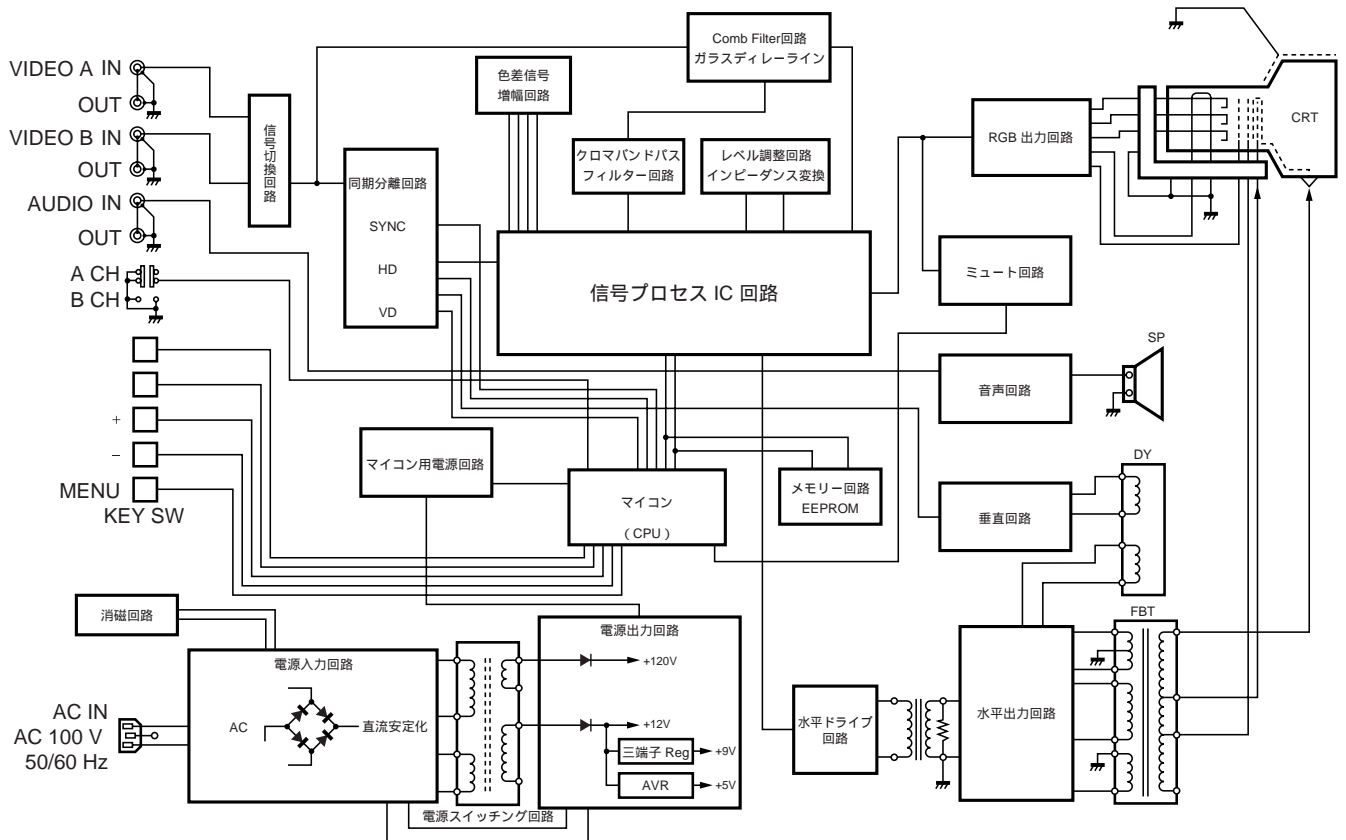 Comb Filter回路
ガラスディレーライン
色差信号
増幅回路
VIDEO A IN
OUT
VIDEO B IN
OUT
AUDIO IN
OUT
A CH
B CH
信号切換回路
同期分離回路
SYNC
HD
VD
クロマバンドパス
フィルター回路
レベル調整回路
インピーダンス変換
RGB 出力回路
CRT
信号プロセス IC 回路
ミュート回路
音声回路
SP
+
−
MENU
KEY SW
マイコン用電源回路
マイコン
(CPU)
メモリー回路
EEPROM
垂直回路
DY
消磁回路
電源入力回路
AC
直流安定化
AC IN
AC 100 V
50/60 Hz
電源出力回路
+120V
+12V
三端子 Reg
+9V
AVR
+5V
電源スイッチング回路
水平ドライブ
回路
水平出力回路
FBT